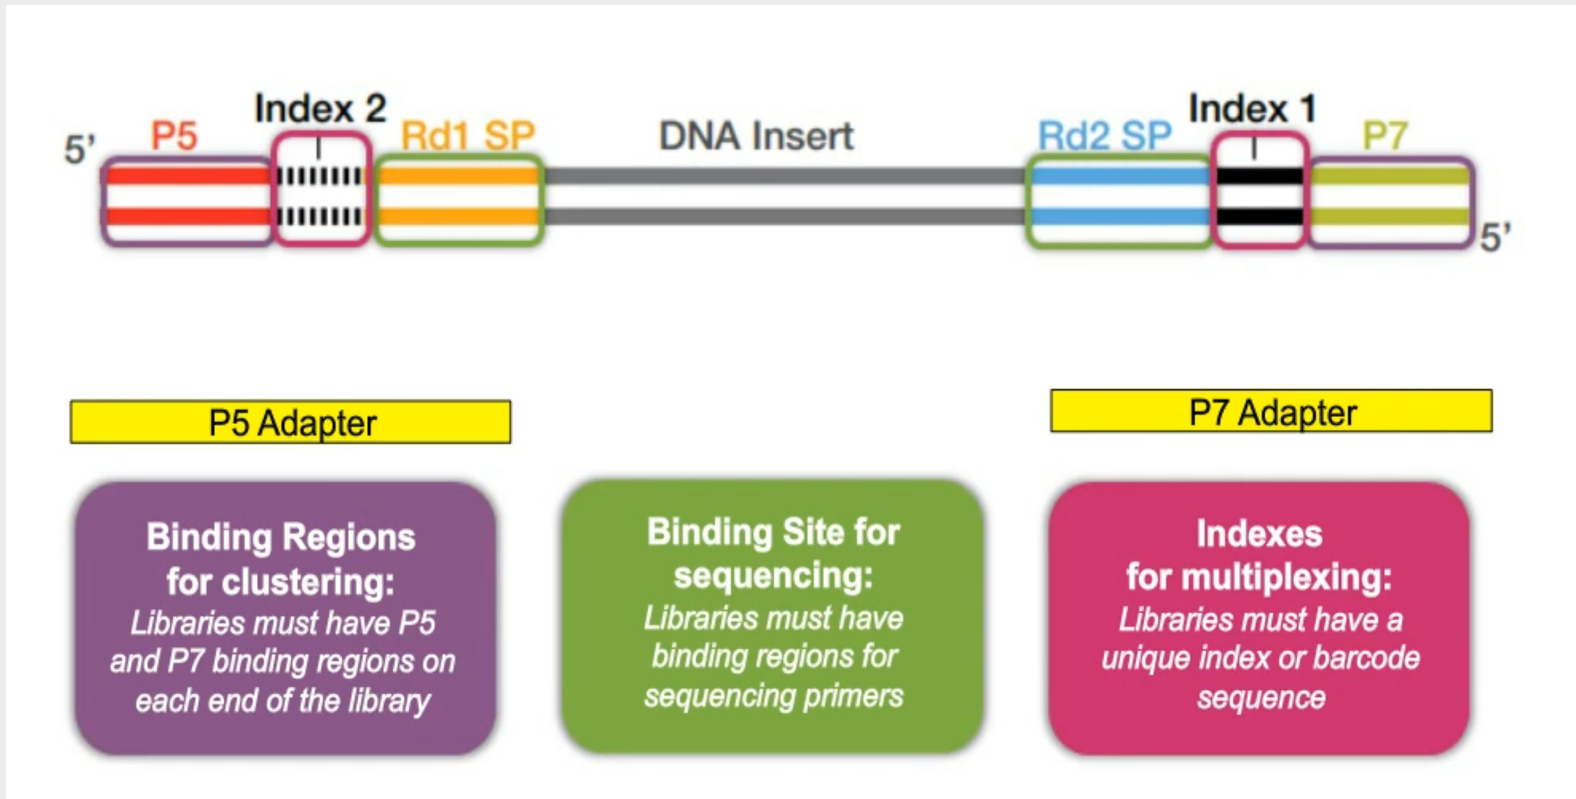 Index 2
Index 1
5’
P5
Rd1 SP
DNA Insert
Rd2 SP
P7
5’
P5 Adapter
P7 Adapter
Binding Regions
for clustering:
Libraries must have P5
and P7 binding regions on
each end of the library
Binding Site for
sequencing:
Libraries must have
binding regions for
sequencing primers
Indexes
for multiplexing:
Libraries must have a
unique index or barcode
sequence